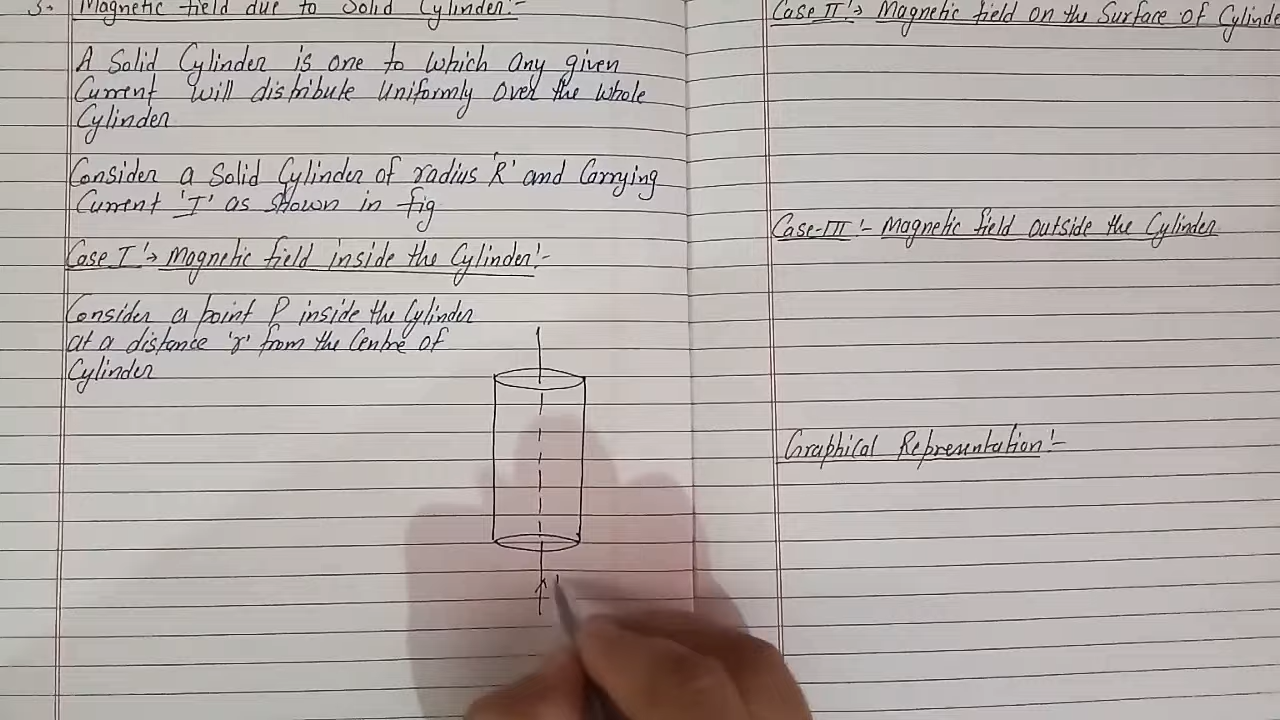 3. Magnetic field due to Solid Cylinder:-
A Solid Cylinder is one to which any given
Current will distribute Uniformly over the whole
Cylinder
Consider a Solid Cylinder of radius 'R' and Carrying
Current 'I' as shown in fig
Case I :→ Magnetic field inside the Cylinder:-
Consider a point P inside the Cylinder
at a distance 'r' from the Centre of
Cylinder
Case II :→ Magnetic field on the Surface of Cylinde
Case-III :- Magnetic field outside the Cylinder
Graphical Representation:-